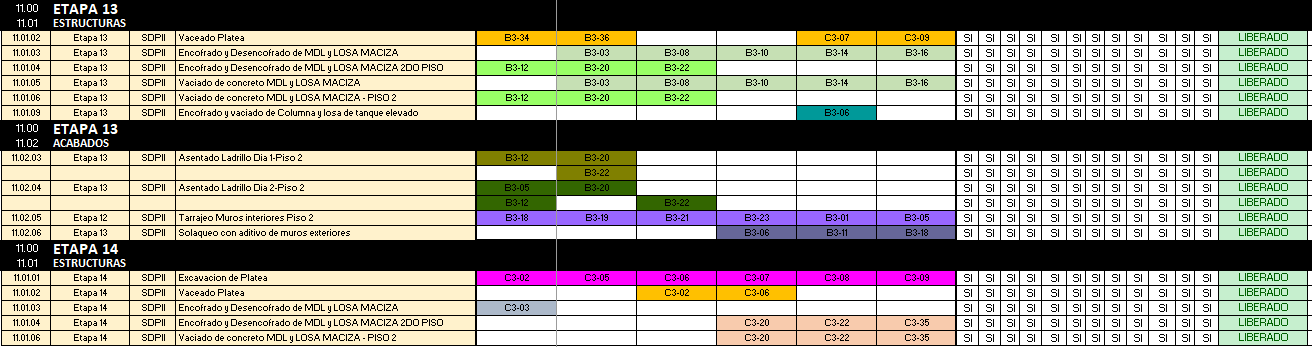 11.00 ETAPA 13
11.01 ESTRUCTURAS
11.01.02 Etapa 13 SDPII Vaceado Platea B3-34 B3-36 C3-07 C3-09 SI SI SI SI SI SI SI SI SI SI SI SI LIBERADO
11.01.03 Etapa 13 SDPII Encofrado y Desencofrado de MDL y LOSA MACIZA B3-03 B3-08 B3-10 B3-14 B3-16 SI SI SI SI SI SI SI SI SI SI SI SI LIBERADO
11.01.04 Etapa 13 SDPII Encofrado y Desencofrado de MDL y LOSA MACIZA 2DO PISO B3-12 B3-20 B3-22 SI SI SI SI SI SI SI SI SI SI SI SI LIBERADO
11.01.05 Etapa 13 SDPII Vaciado de concreto MDL y LOSA MACIZA B3-03 B3-08 B3-10 B3-14 B3-16 SI SI SI SI SI SI SI SI SI SI SI SI LIBERADO
11.01.06 Etapa 13 SDPII Vaciado de concreto MDL y LOSA MACIZA - PISO 2 B3-12 B3-20 B3-22 SI SI SI SI SI SI SI SI SI SI SI SI LIBERADO
11.01.09 Etapa 13 SDPII Encofrado y vaciado de Columna y losa de tanque elevado B3-06 SI SI SI SI SI SI SI SI SI SI SI SI LIBERADO
11.00 ETAPA 13
11.02 ACABADOS
11.02.03 Etapa 13 SDPII Asentado Ladrillo Dia 1-Piso 2 B3-12 B3-20 SI SI SI SI SI SI SI SI SI SI SI SI LIBERADO
B3-22 SI SI SI SI SI SI SI SI SI SI SI SI LIBERADO
11.02.04 Etapa 13 SDPII Asentado Ladrillo Dia 2-Piso 2 B3-05 B3-20 SI SI SI SI SI SI SI SI SI SI SI SI LIBERADO
B3-12 B3-22 SI SI SI SI SI SI SI SI SI SI SI SI LIBERADO
11.02.05 Etapa 12 SDPII Tarrajeo Muros interiores Piso 2 B3-18 B3-19 B3-21 B3-23 B3-01 B3-05 SI SI SI SI SI SI SI SI SI SI SI SI LIBERADO
11.02.06 Etapa 13 SDPII Solaqueo con aditivo de muros exteriores B3-06 B3-11 B3-18 SI SI SI SI SI SI SI SI SI SI SI SI LIBERADO
11.00 ETAPA 14
11.01 ESTRUCTURAS
11.01.01 Etapa 14 SDPII Excavacion de Platea C3-02 C3-05 C3-06 C3-07 C3-08 C3-09 SI SI SI SI SI SI SI SI SI SI SI SI LIBERADO
11.01.02 Etapa 14 SDPII Vaceado Platea C3-02 C3-06 SI SI SI SI SI SI SI SI SI SI SI SI LIBERADO
11.01.03 Etapa 14 SDPII Encofrado y Desencofrado de MDL y LOSA MACIZA C3-03 SI SI SI SI SI SI SI SI SI SI SI SI LIBERADO
11.01.04 Etapa 14 SDPII Encofrado y Desencofrado de MDL y LOSA MACIZA 2DO PISO C3-20 C3-22 C3-35 SI SI SI SI SI SI SI SI SI SI SI SI LIBERADO
11.01.06 Etapa 14 SDPII Vaciado de concreto MDL y LOSA MACIZA - PISO 2 C3-20 C3-22 C3-35 SI SI SI SI SI SI SI SI SI SI SI SI LIBERADO